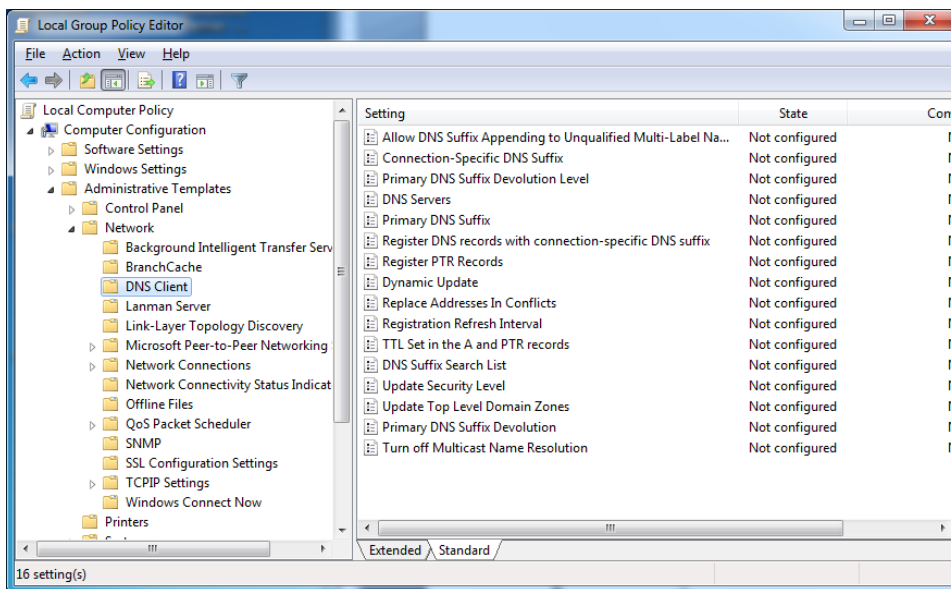 Local Group Policy Editor
File Action View Help
Local Computer Policy
Computer Configuration
Software Settings
Windows Settings
Administrative Templates
Control Panel
Network
Background Intelligent Transfer Serv
BranchCache
DNS Client
Lanman Server
Link-Layer Topology Discovery
Microsoft Peer-to-Peer Networking
Network Connections
Network Connectivity Status Indicat
Offline Files
QoS Packet Scheduler
SNMP
SSL Configuration Settings
TCPIP Settings
Windows Connect Now
Printers
Setting State Com
Allow DNS Suffix Appending to Unqualified Multi-Label Na... Not configured
Connection-Specific DNS Suffix Not configured
Primary DNS Suffix Devolution Level Not configured
DNS Servers Not configured
Primary DNS Suffix Not configured
Register DNS records with connection-specific DNS suffix Not configured
Register PTR Records Not configured
Dynamic Update Not configured
Replace Addresses In Conflicts Not configured
Registration Refresh Interval Not configured
TTL Set in the A and PTR records Not configured
DNS Suffix Search List Not configured
Update Security Level Not configured
Update Top Level Domain Zones Not configured
Primary DNS Suffix Devolution Not configured
Turn off Multicast Name Resolution Not configured
Extended Standard
16 setting(s)